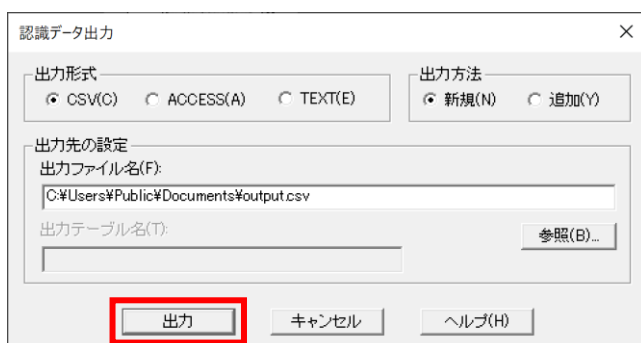 認識データ出力
出力形式
CSV(C) ACCESS(A) TEXT(E)
出力方法
新規(N) 追加(Y)
出力先の設定
出力ファイル名(F):
C:¥Users¥Public¥Documents¥output.csv
出力テーブル名(T):
参照(B)...
出力 キャンセル ヘルプ(H)